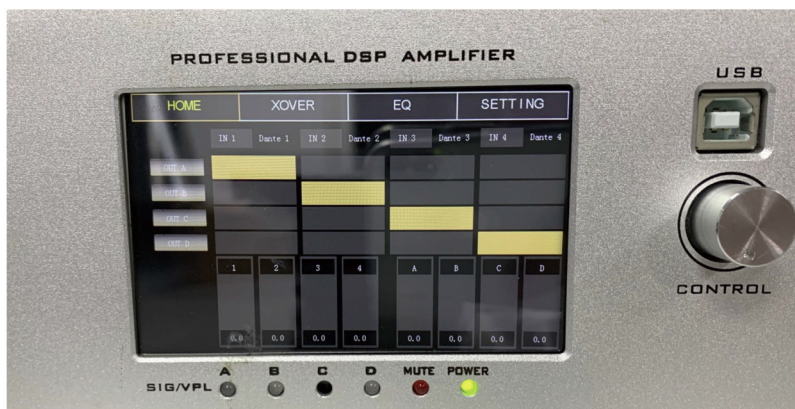 PROFESSIONAL DSP AMPLIFIER
USB
HOME XOVER EQ SETTING
IN 1 Dante 1 IN 2 Dante 2 IN 3 Dante 3 IN 4 Dante 4
OUT A
OUT B
OUT C
OUT D
1 2 3 4 A B C D
CONTROL
0.0 0.0 0.0 0.0 0.0 0.0 0.0 0.0
A B C D MUTE POWER
SIG/VPL